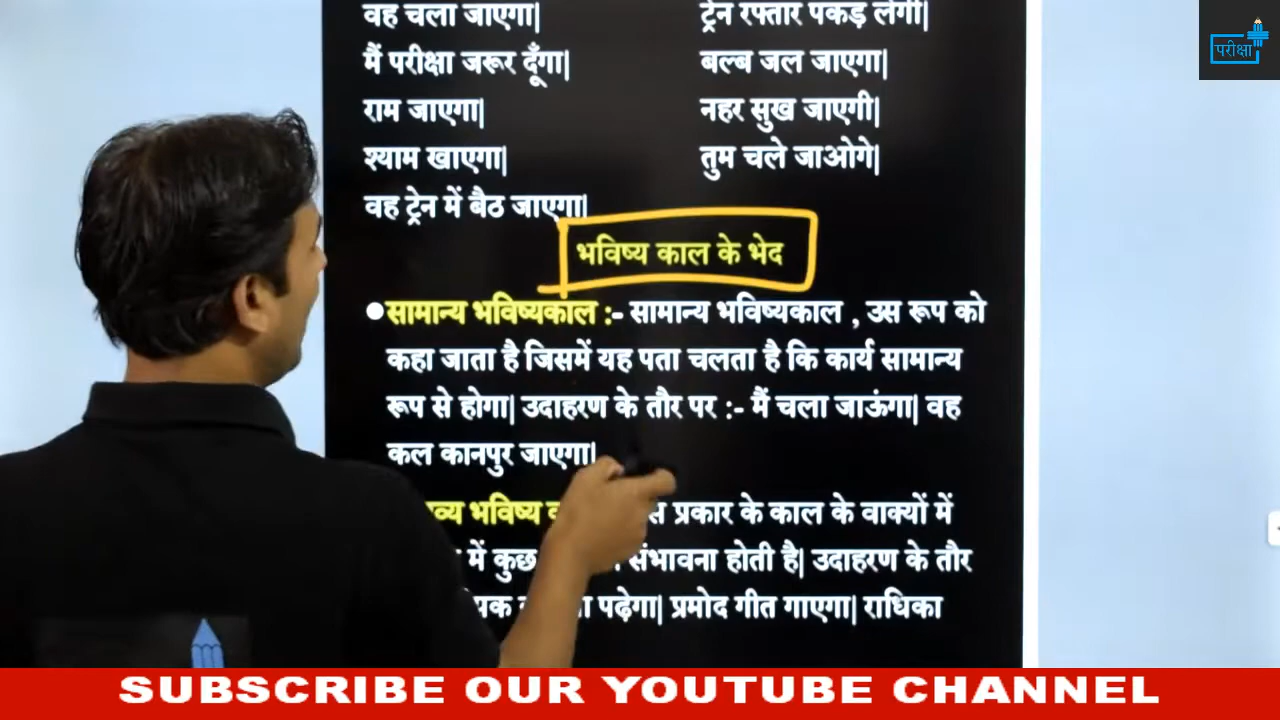 वह चला जाएगा|
मैं परीक्षा जरूर दूँगा|
राम जाएगा|
श्याम खाएगा|
वह ट्रेन में बैठ जाएगा|
ट्रेन रफ्तार पकड़ लेगी|
बल्ब जल जाएगा|
नहर सुख जाएगी|
तुम चले जाओगे|
भविष्य काल के भेद
सामान्य भविष्यकाल :- सामान्य भविष्यकाल , उस रूप को
कहा जाता है जिसमें यह पता चलता है कि कार्य सामान्य
रूप से होगा| उदाहरण के तौर पर :- मैं चला जाऊंगा| वह
कल कानपुर जाएगा|
भविष्य प्रकार के काल के वाक्यों में
में कुछ संभावना होती है| उदाहरण के तौर
पढ़ेगा| प्रमोद गीत गाएगा| राधिका
परीक्षा
SUBSCRIBE OUR YOUTUBE CHANNEL